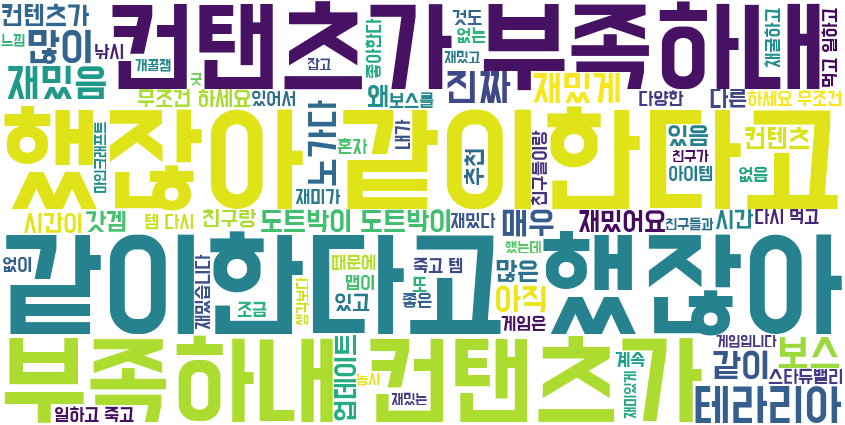 컨텐츠가 많이 낚시 컨탠츠가 부족하내 것도 없는 먹고 일하고
느낌 재밌음 개꿀잼 잡고 좋아한다 재밌고 채굴하고
곳 무조건 하세요 있어서 왜 보스를 진짜 재밌게 다양한 다른 하세요 무조건
했잖아 같이한다고
마인크래프트 재미가 노가다 혼자 내가 추천 친구들이랑 있음 친구가 아이템 컨텐츠 없음
시간이 갓겜 템 다시 친구랑 도트박이 도트박이 재밌다 매우 재밌어요 친구들과 시간 다시 먹고
같이한다고 했잖아
없이 재밌습니다 조금 생각보다 때문에 맵이 있고 죽고 템 또 좋은 했는데 많은 아직 게임은
부족하내 컨탠츠가
일하고 죽고 업데이트 농사 재밌는 계속 재미있게 같이 게임입니다 보스 스타듀밸리 테라리아